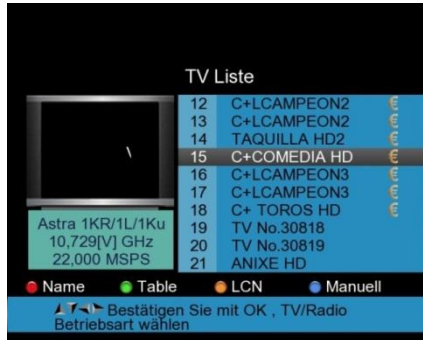 TV Liste
12 C+LCAMPEON2 €
13 C+LCAMPEON2 €
14 TAQUILLA HD2 €
15 C+COMEDIA HD €
16 C+LCAMPEON3 €
17 C+LCAMPEON3 €
18 C+ TOROS HD €
19 TV No.30818
20 TV No.30819
21 ANIXE HD
Astra 1KR/1L/1Ku
10,729[V] GHz
22,000 MSPS
Name Table LCN Manuell
Bestätigen Sie mit OK , TV/Radio
Betriebsart wählen